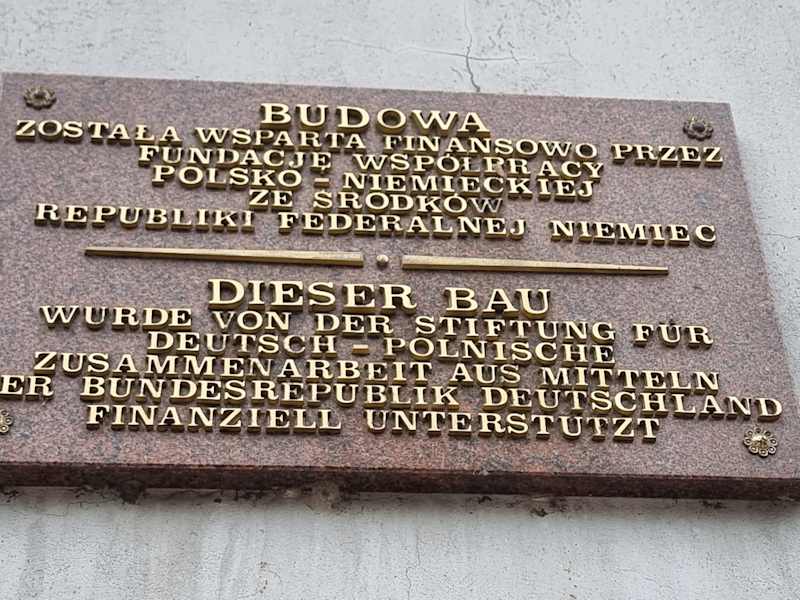 BUDOWA
ZOSTAŁA WSPARTA FINANSOWO PRZEZ
FUNDACJĘ WSPÓŁPRACY
POLSKO - NIEMIECKIEJ
ZE ŚRODKÓW
REPUBLIKI FEDERALNEJ NIEMIEC
DIESER BAU
WURDE VON DER STIFTUNG FÜR
DEUTSCH - POLNISCHE
ZUSAMMENARBEIT AUS MITTELN
ER BUNDESREPUBLIK DEUTSCHLAND
FINANZIELL UNTERSTÜTZT